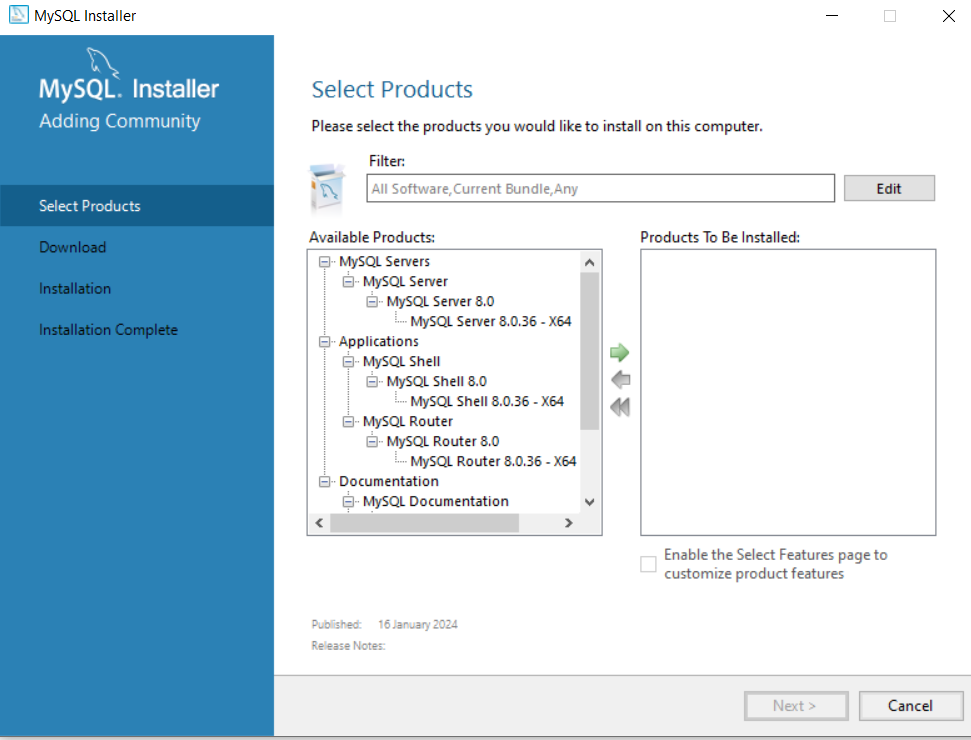 MySQL Installer
MySQL. Installer
Adding Community
Select Products
Download
Installation
Installation Complete
Select Products
Please select the products you would like to install on this computer.
Filter:
All Software,Current Bundle,Any
Edit
Available Products:
MySQL Servers
MySQL Server
MySQL Server 8.0
MySQL Server 8.0.36 - X64
Applications
MySQL Shell
MySQL Shell 8.0
MySQL Shell 8.0.36 - X64
MySQL Router
MySQL Router 8.0
MySQL Router 8.0.36 - X64
Documentation
MySQL Documentation
Products To Be Installed:
Enable the Select Features page to
customize product features
Published: 16 January 2024
Release Notes:
Next >
Cancel